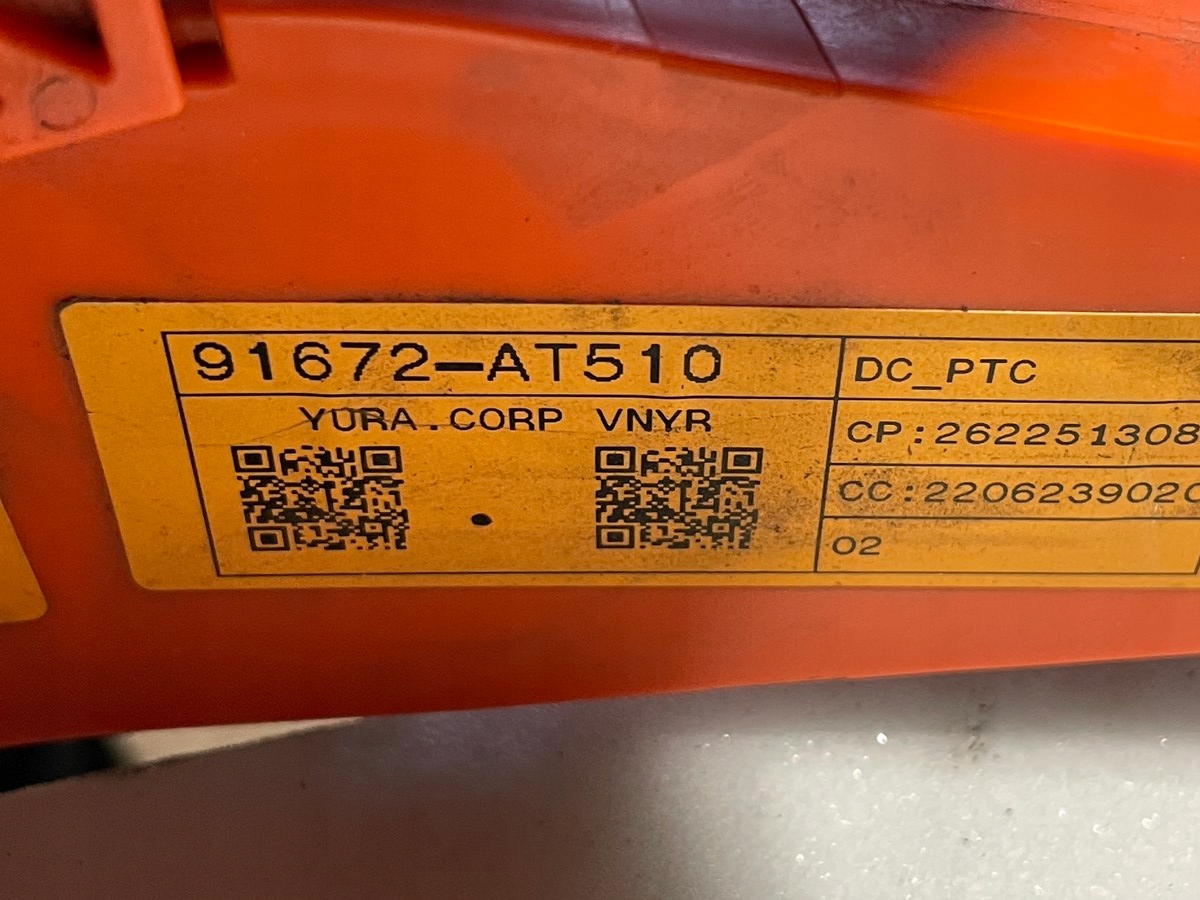 91672-AT510
YURA.CORP VNYR
DC_PTC
CP:262251308
CC:220623902
02